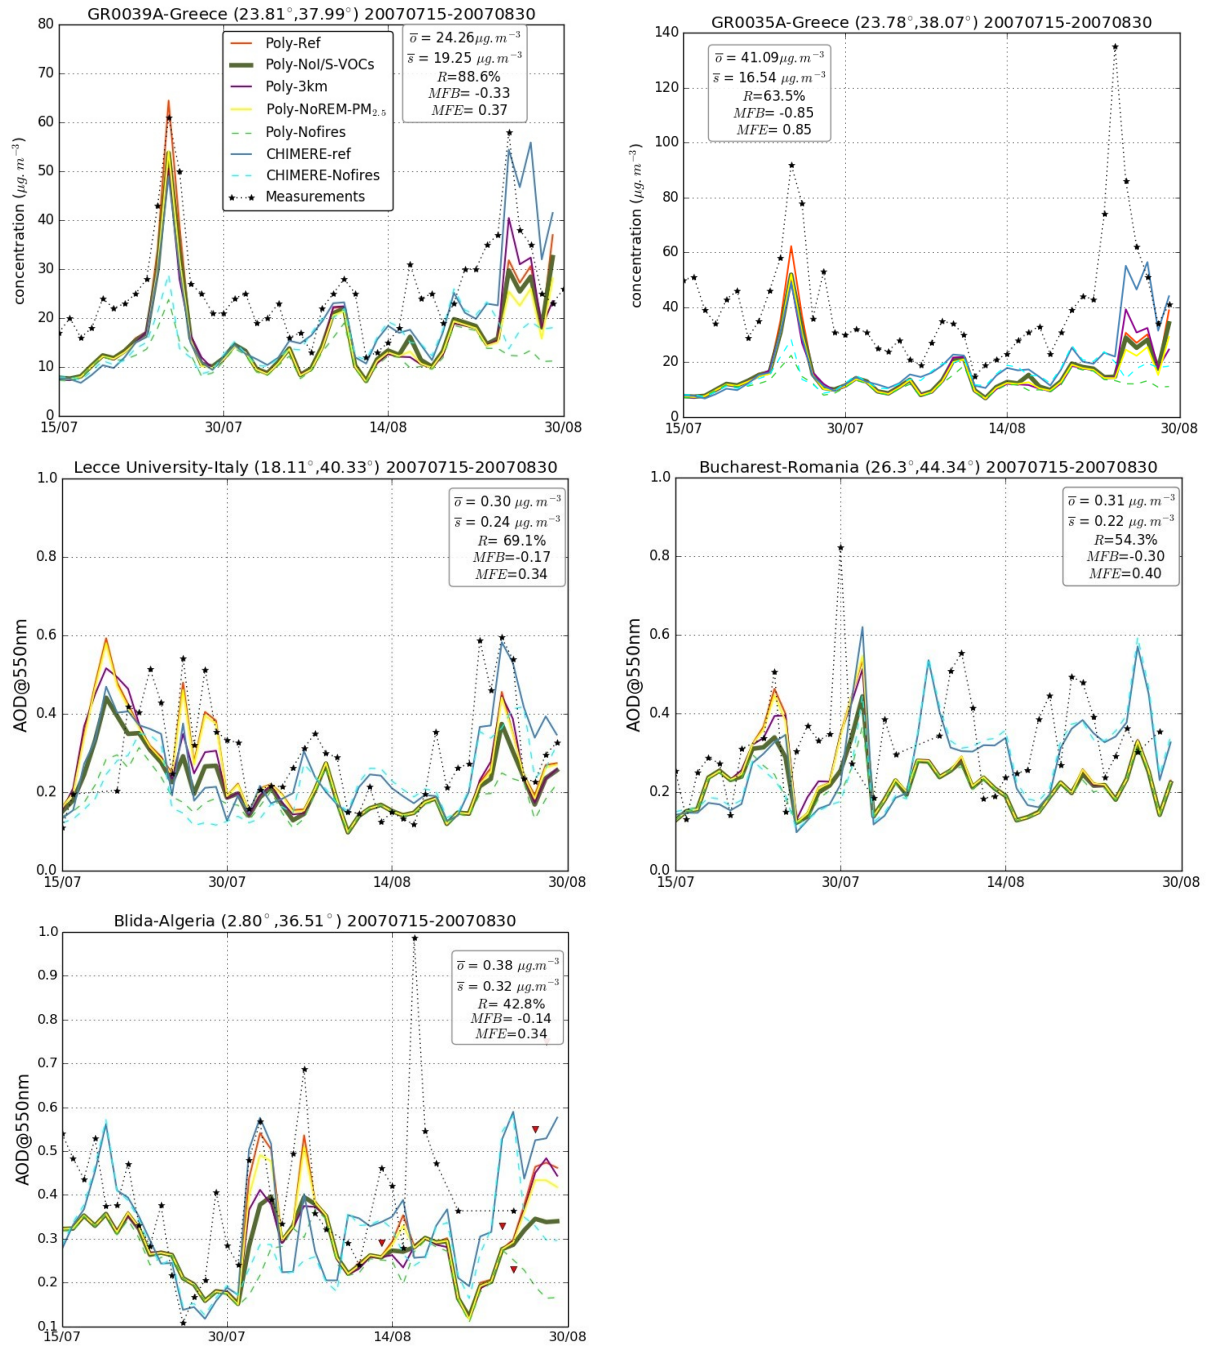 GR0039A-Greece (23.81°,37.99°) 20070715-20070830
concentration (μg.m⁻³)
80
70
60
50
40
30
20
10
0
15/07
30/07
14/08
30/08
Poly-Ref
Poly-NoI/S-VOCs
Poly-3km
Poly-NoREM-PM₂.₅
Poly-Nofires
CHIMERE-ref
CHIMERE-Nofires
Measurements
o̅ = 24.26μg.m⁻³
s̅ = 19.25 μg.m⁻³
R=88.6%
MFB= -0.33
MFE= 0.37
GR0035A-Greece (23.78°,38.07°) 20070715-20070830
concentration (μg.m⁻³)
140
120
100
80
60
40
20
0
15/07
30/07
14/08
30/08
o̅ = 41.09μg.m⁻³
s̅ = 16.54 μg.m⁻³
R=63.5%
MFB= -0.85
MFE= 0.85
Lecce University-Italy (18.11°,40.33°) 20070715-20070830
AOD@550nm
1.0
0.8
0.6
0.4
0.2
0.0
15/07
30/07
14/08
30/08
o̅ = 0.30 μg.m⁻³
s̅ = 0.24 μg.m⁻³
R= 69.1%
MFB=-0.17
MFE=0.34
Bucharest-Romania (26.3°,44.34°) 20070715-20070830
AOD@550nm
1.0
0.8
0.6
0.4
0.2
0.0
15/07
30/07
14/08
30/08
o̅ = 0.31 μg.m⁻³
s̅ = 0.22 μg.m⁻³
R=54.3%
MFB=-0.30
MFE=0.40
Blida-Algeria (2.80°,36.51°) 20070715-20070830
AOD@550nm
1.0
0.9
0.8
0.7
0.6
0.5
0.4
0.3
0.2
0.1
15/07
30/07
14/08
30/08
o̅ = 0.38 μg.m⁻³
s̅ = 0.32 μg.m⁻³
R= 42.8%
MFB= -0.14
MFE=0.34